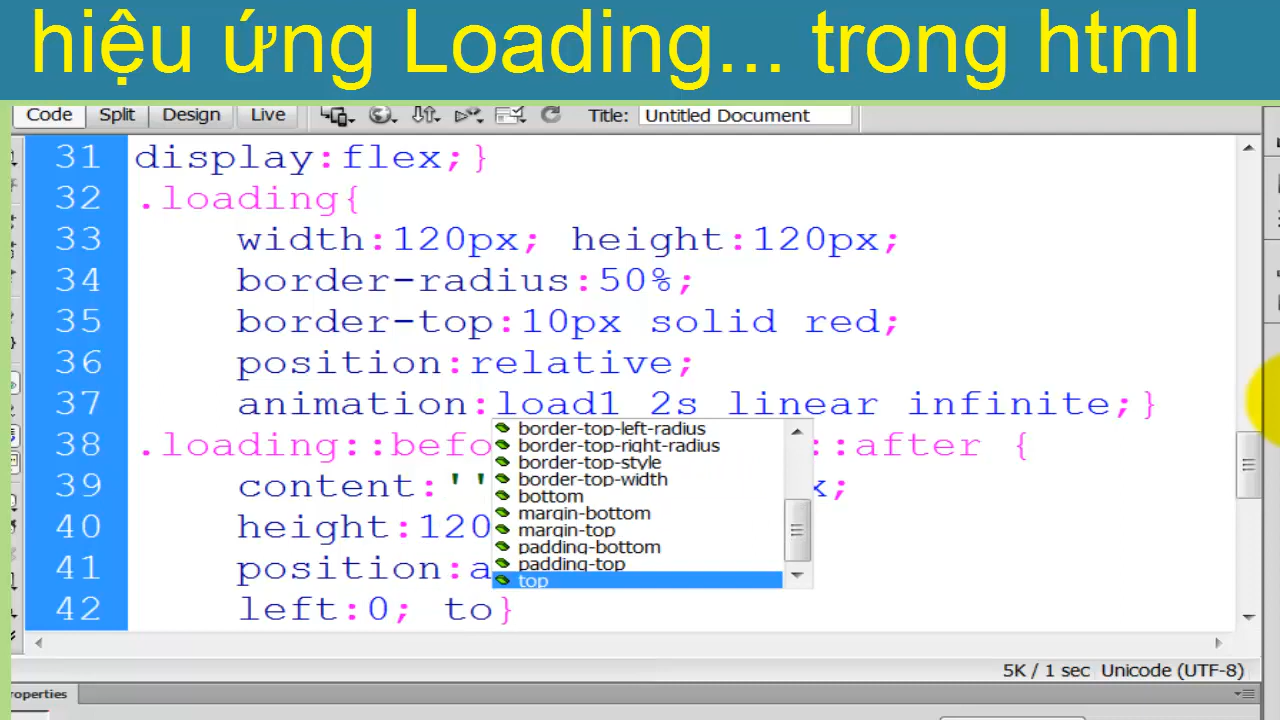 hiệu ứng Loading... trong html
Code Split Design Live Title: Untitled Document
31 display:flex;}
32 .loading{
33 width:120px; height:120px;
34 border-radius:50%;
35 border-top:10px solid red;
36 position:relative;
37 animation:load1 2s linear infinite;}
38 .loading::befo ::after {
39 content:'' x;
40 height:120
41 position:a
42 left:0; to}
border-top-left-radius
border-top-right-radius
border-top-style
border-top-width
bottom
margin-bottom
margin-top
padding-bottom
padding-top
top
5K / 1 sec Unicode (UTF-8)
roperties